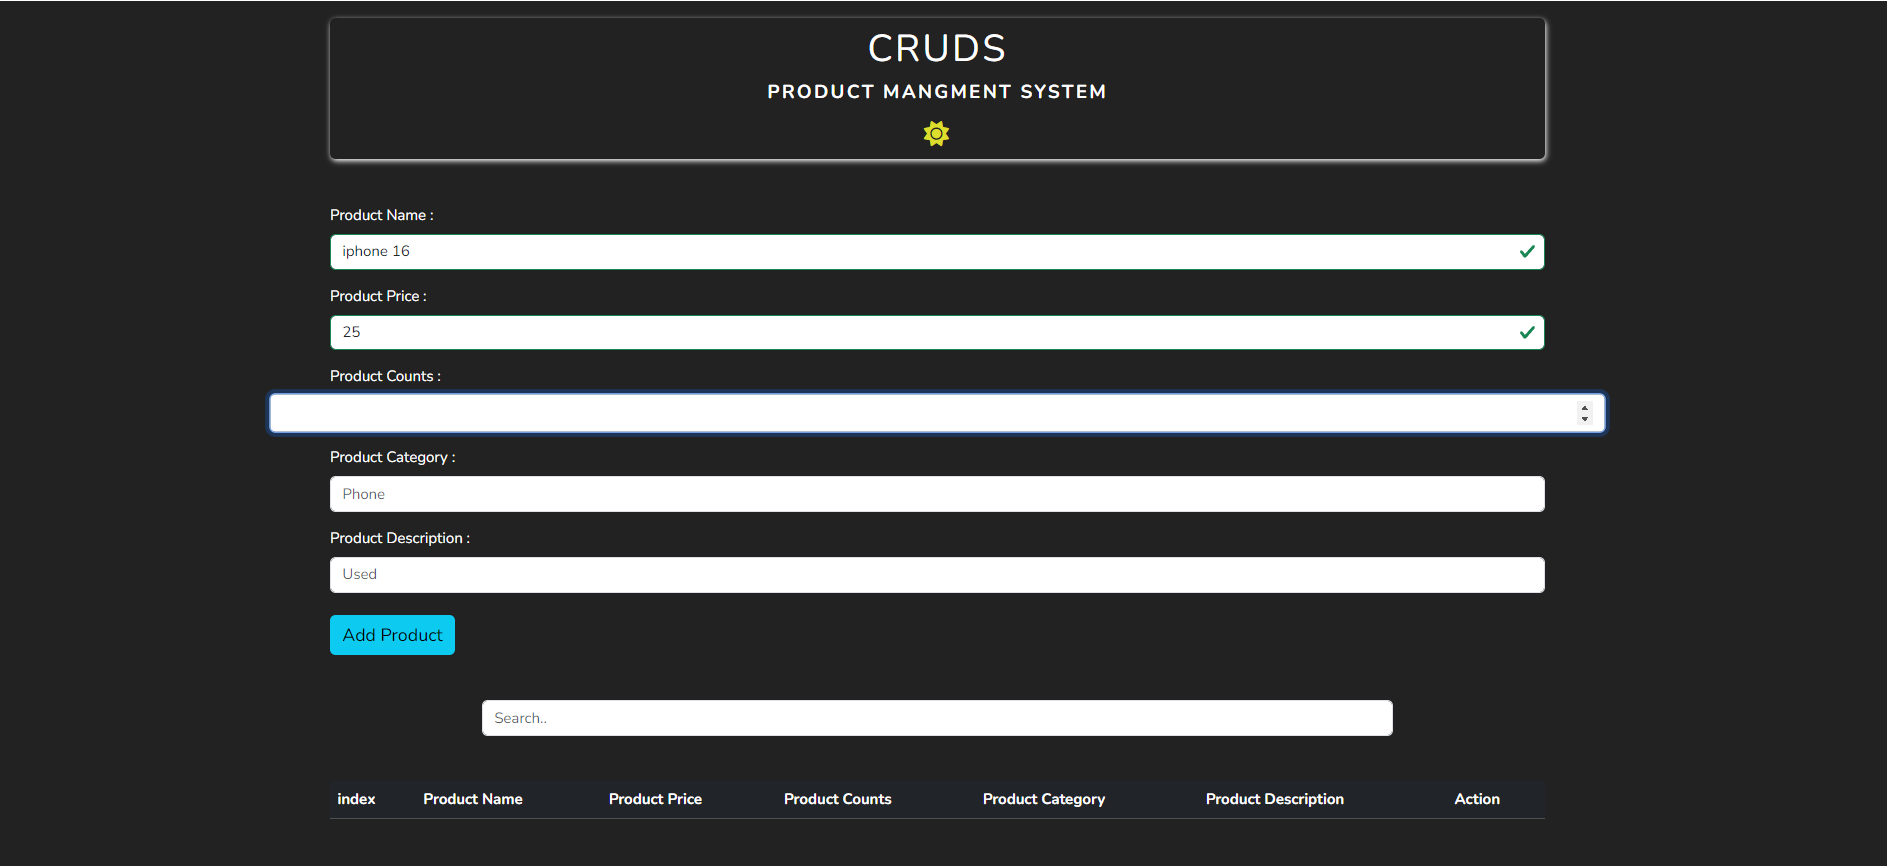 CRUDS
PRODUCT MANGMENT SYSTEM
Product Name :
iphone 16
Product Price :
25
Product Counts :
Product Category :
Phone
Product Description :
Used
Add Product
Search..
index Product Name Product Price Product Counts Product Category Product Description Action